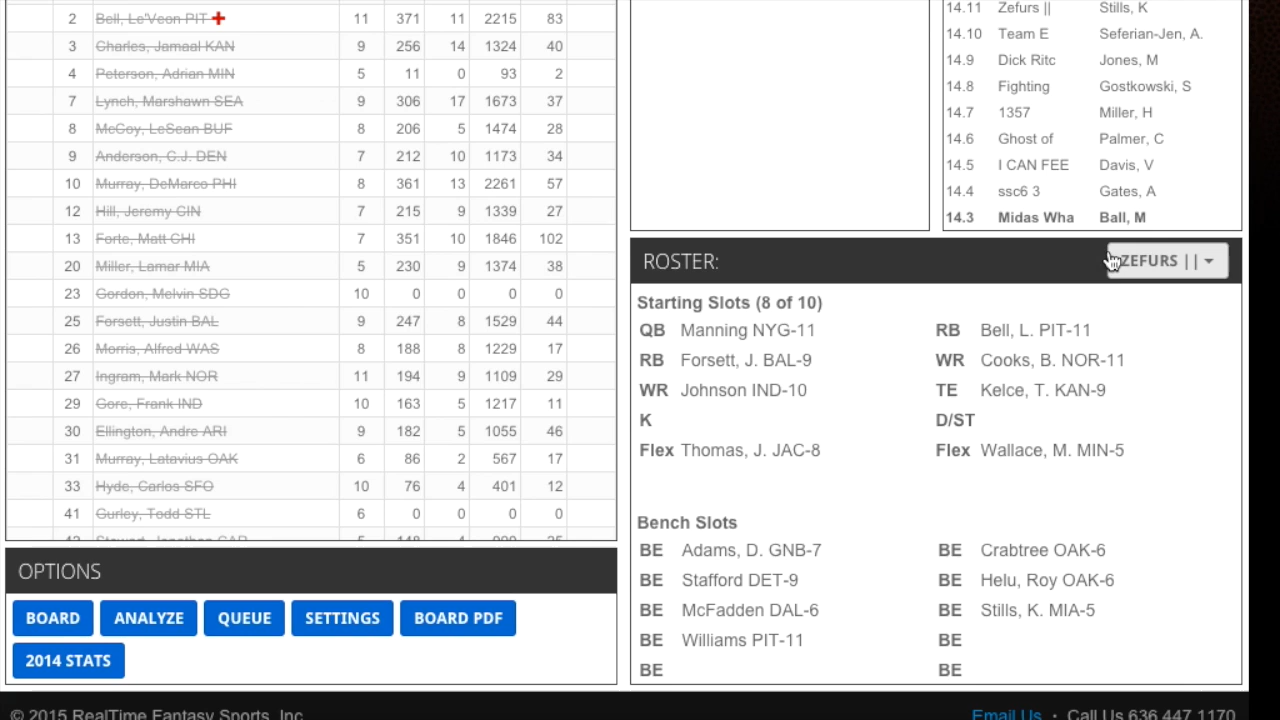 2 Bell, Le'Veon PIT 11 371 11 2215 83
3 Charles, Jamaal KAN 9 256 14 1324 40
4 Peterson, Adrian MIN 5 11 0 93 2
7 Lynch, Marshawn SEA 9 306 17 1673 37
8 McCoy, LeSean BUF 8 206 5 1474 28
9 Anderson, C.J. DEN 7 212 10 1173 34
10 Murray, DeMarco PHI 8 361 13 2261 57
12 Hill, Jeremy CIN 7 215 9 1339 27
13 Forte, Matt CHI 7 351 10 1846 102
20 Miller, Lamar MIA 5 230 9 1374 38
23 Gordon, Melvin SDG 10 0 0 0 0
25 Forsett, Justin BAL 9 247 8 1529 44
26 Morris, Alfred WAS 8 188 8 1229 17
27 Ingram, Mark NOR 11 194 9 1109 29
29 Gore, Frank IND 10 163 5 1217 11
30 Ellington, Andre ARI 9 182 5 1055 46
31 Murray, Latavius OAK 6 86 2 567 17
33 Hyde, Carlos SFO 10 76 4 401 12
41 Gurley, Todd STL 6 0 0 0 0
Stewart, Jonathan CAR 5
OPTIONS
BOARD ANALYZE QUEUE SETTINGS BOARD PDF
2014 STATS
14.11 Zefurs || Stills, K
14.10 Team E Seferian-Jen, A.
14.9 Dick Ritc Jones, M
14.8 Fighting Gostkowski, S
14.7 1357 Miller, H
14.6 Ghost of Palmer, C
14.5 I CAN FEE Davis, V
14.4 ssc6 3 Gates, A
14.3 Midas Wha Ball, M
ROSTER: ZEFURS ||
Starting Slots (8 of 10)
QB Manning NYG-11 RB Bell, L. PIT-11
RB Forsett, J. BAL-9 WR Cooks, B. NOR-11
WR Johnson IND-10 TE Kelce, T. KAN-9
K D/ST
Flex Thomas, J. JAC-8 Flex Wallace, M. MIN-5
Bench Slots
BE Adams, D. GNB-7 BE Crabtree OAK-6
BE Stafford DET-9 BE Helu, Roy OAK-6
BE McFadden DAL-6 BE Stills, K. MIA-5
BE Williams PIT-11 BE
BE BE
© 2015 RealTime Fantasy Sports, Inc. Email Us · Call Us 636.447.1170